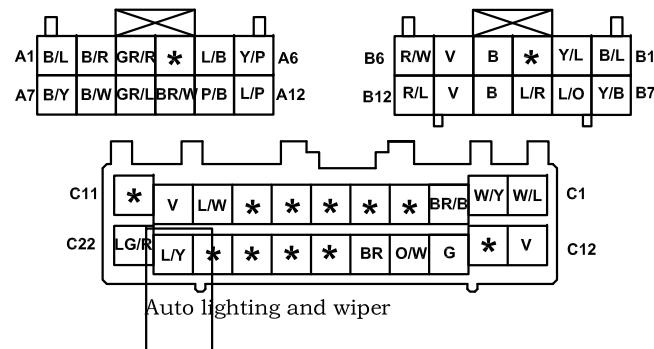 A1 B/L B/R GR/R * L/B Y/P A6 B6 R/W V B * Y/L B/L B1
A7 B/Y B/W GR/L BR/W P/B L/P A12 B12 R/L V B L/R L/O Y/B B7
C11 * V L/W * * * * * BR/B W/Y W/L C1
C22 LG/R L/Y * * * * BR O/W G * V C12
Auto lighting and wiper